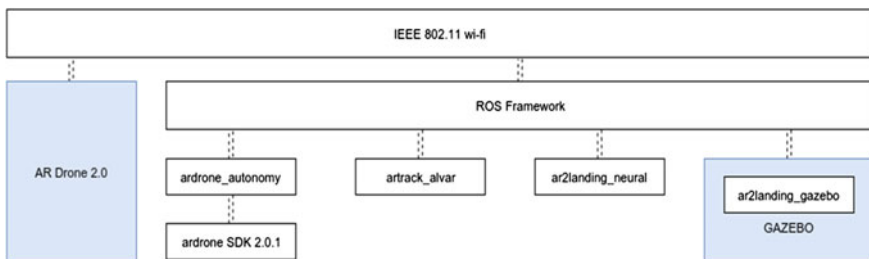 IEEE 802.11 wi-fi
ROS Framework
AR Drone 2.0
ardrone_autonomy
artrack_alvar
ar2landing_neural
ar2landing_gazebo
GAZEBO
ardrone SDK 2.0.1